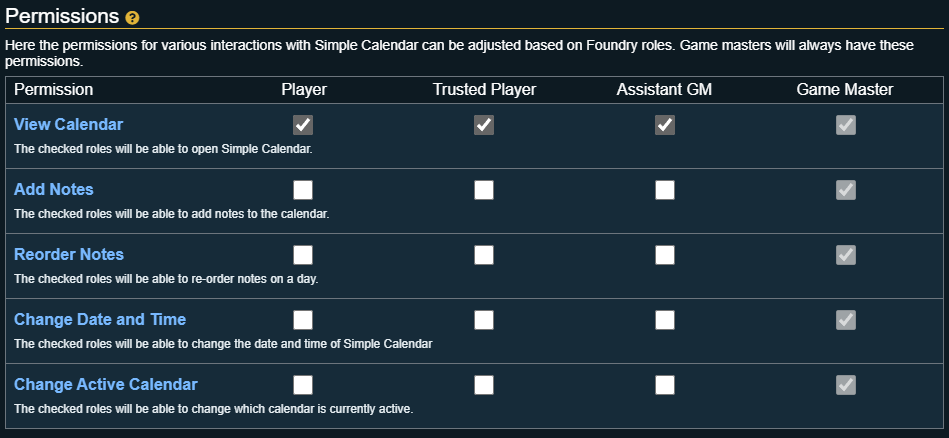 Permissions ?
Here the permissions for various interactions with Simple Calendar can be adjusted based on Foundry roles. Game masters will always have these
permissions.
Permission Player Trusted Player Assistant GM Game Master
View Calendar
The checked roles will be able to open Simple Calendar.
Add Notes
The checked roles will be able to add notes to the calendar.
Reorder Notes
The checked roles will be able to re-order notes on a day.
Change Date and Time
The checked roles will be able to change the date and time of Simple Calendar
Change Active Calendar
The checked roles will be able to change which calendar is currently active.